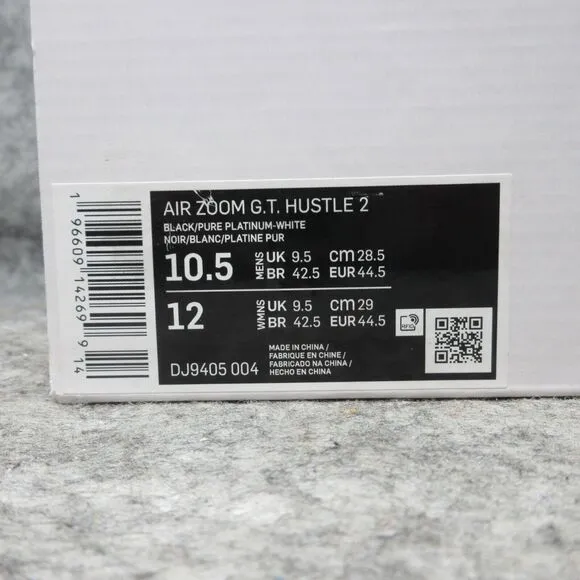 AIR ZOOM G.T. HUSTLE 2
BLACK/PURE PLATINUM-WHITE
NOIR/BLANC/PLATINE PUR
10.5 MENS UK 9.5 CM 28.5
BR 42.5 EUR 44.5
12 WMNS UK 9.5 CM 29
BR 42.5 EUR 44.5
RFID
DJ9405 004
MADE IN CHINA /
FABRIQUE EN CHINE /
FABRICADO NA CHINA /
HECHO EN CHINA
1 96609 14269 9 14